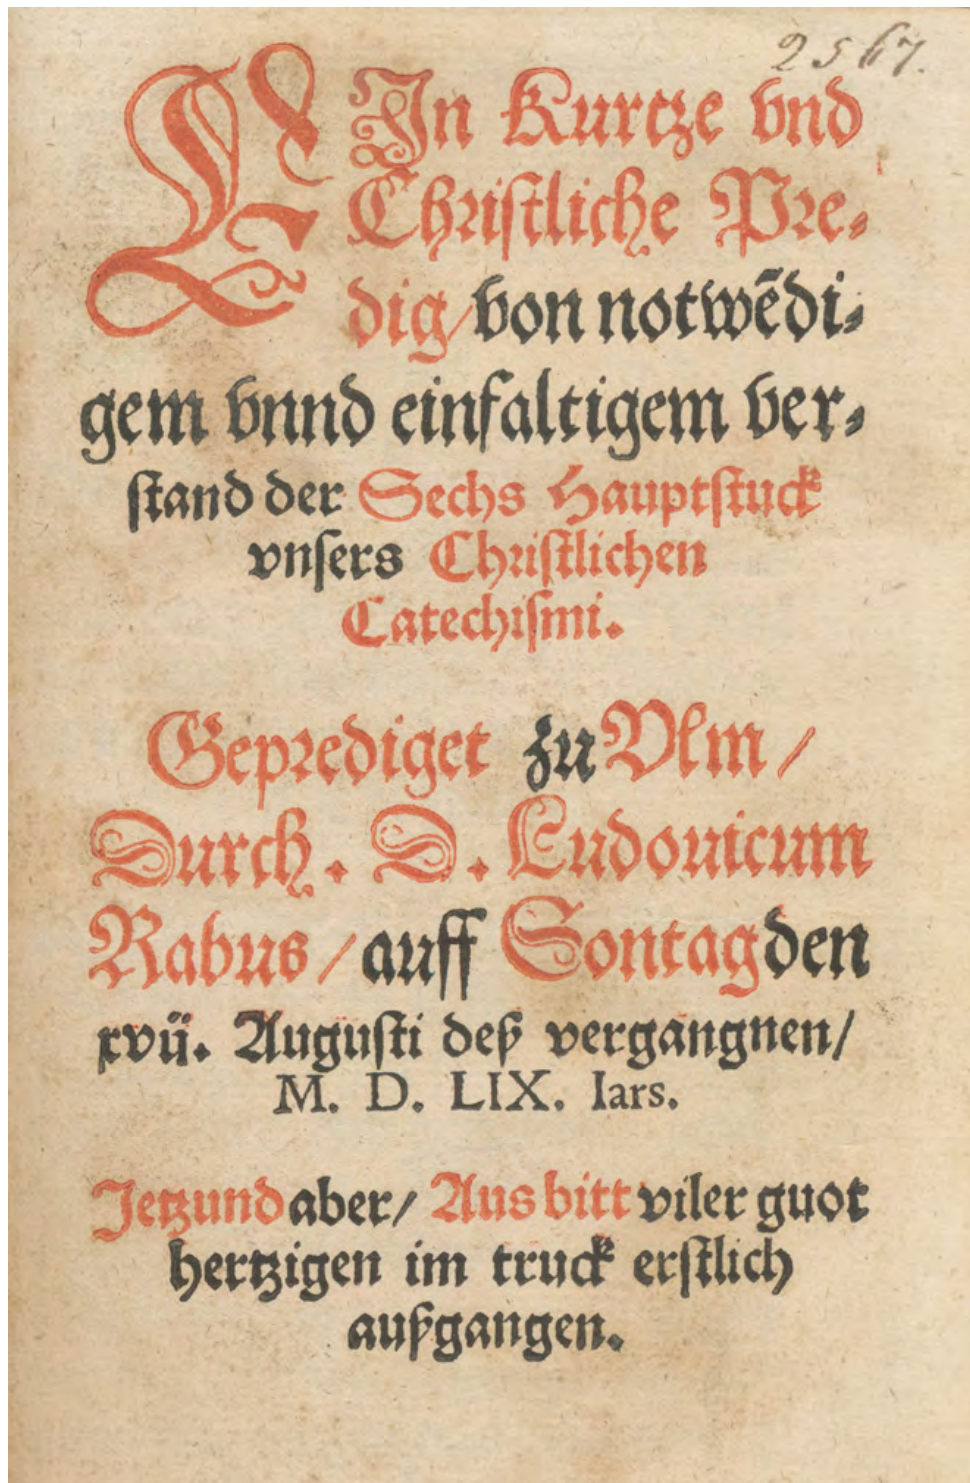 2567.
EIn Kurtze vnd
Christliche Pre⸗
dig/ von notwẽdi⸗
gem vnnd einfaltigem ver⸗
stand der Sechs Hauptstuck
vnsers Christlichen
Catechismi.
Geprediget zu Vlm /
Durch. D. Ludouicum
Rabus / auff Sontag den
xvij. Augusti deß vergangnen/
M. D. LIX. Iars.
Jetzund aber/ Aus bitt viler guot
hertzigen im truck erstlich
außgangen.